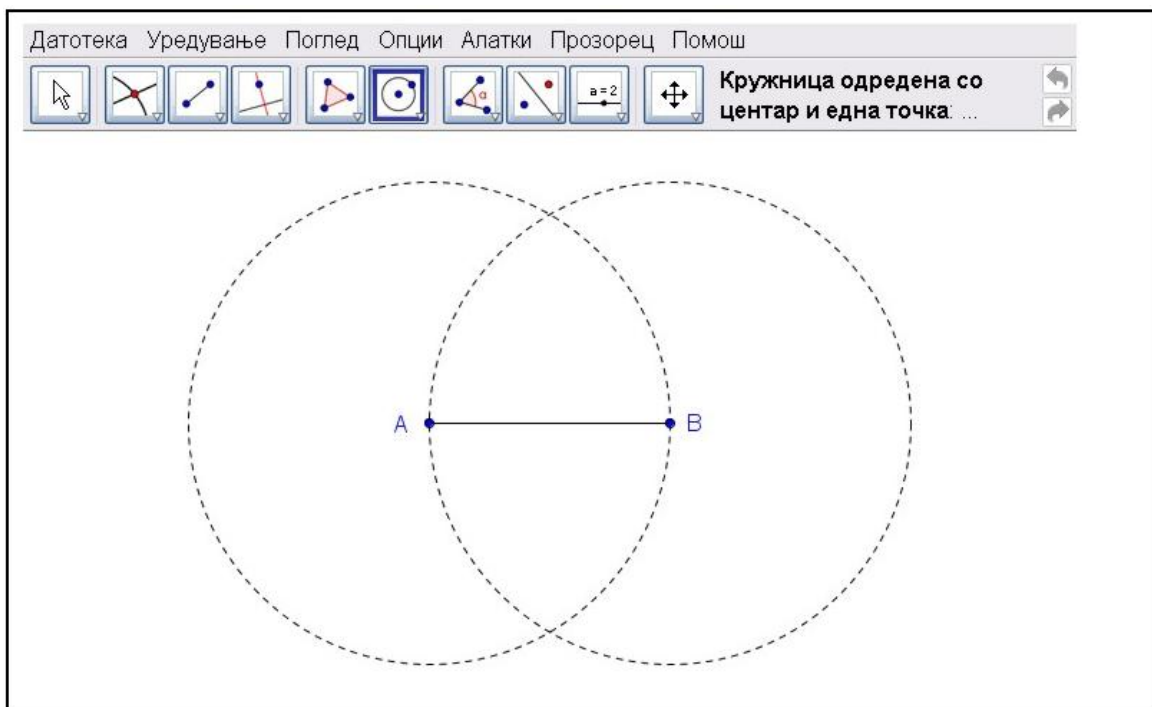 Датотека Уредување Поглед Опции Алатки Прозорец Помош
a = 2
α
Кружница одредена со
центар и една точка: ...
A
B